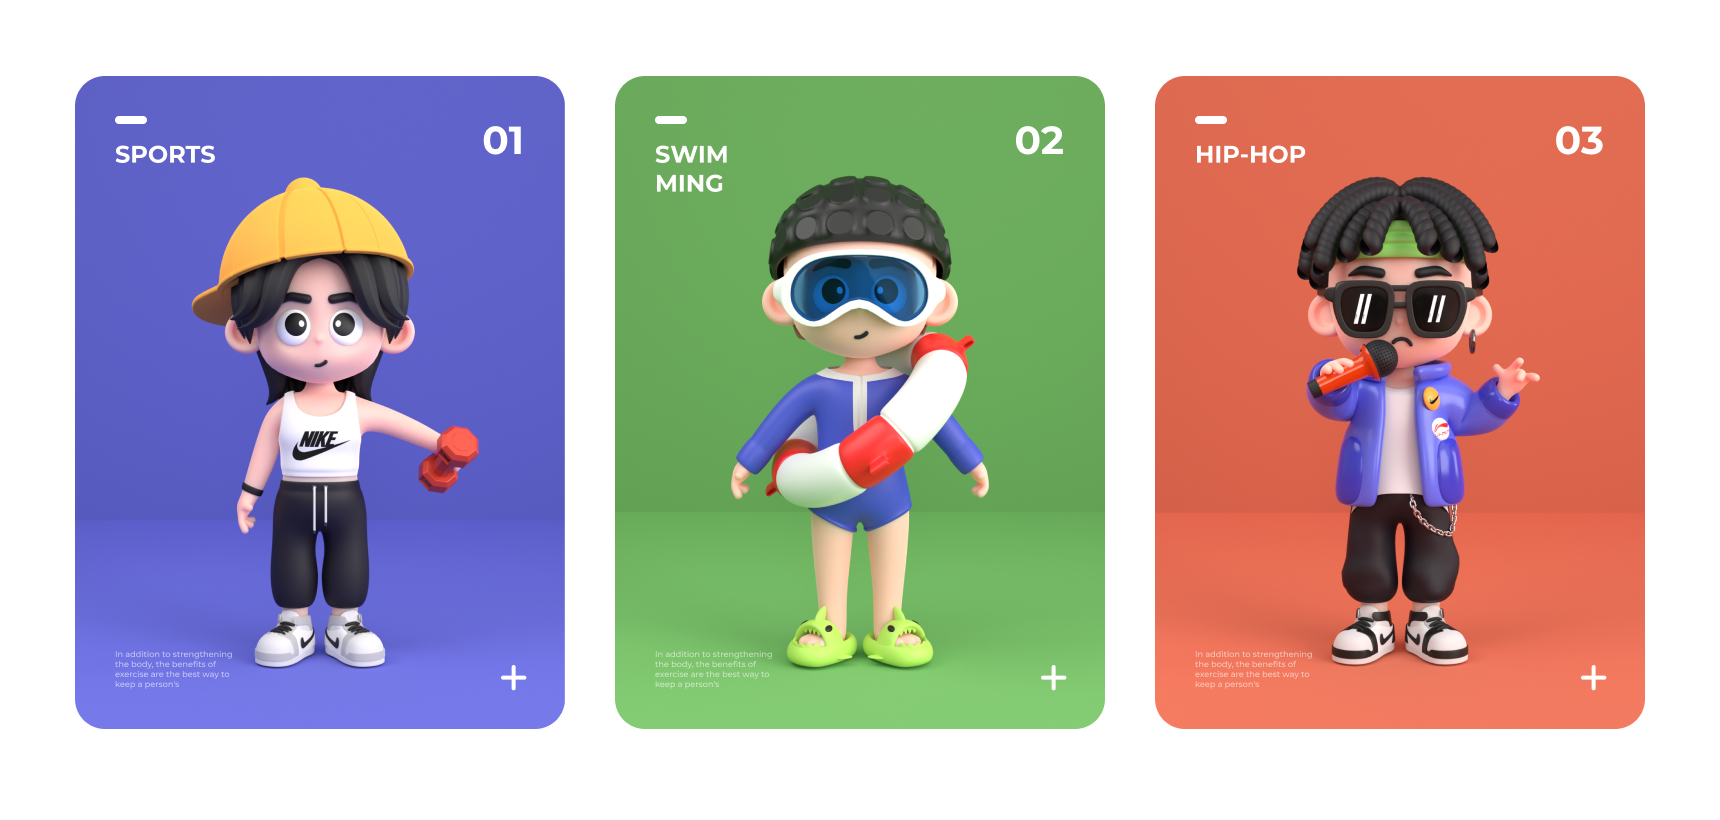 SPORTS
01
NIKE
In addition to strengthening
the body, the benefits of
exercise are the best way to
keep a person's
SWIM
MING
02
In addition to strengthening
the body, the benefits of
exercise are the best way to
keep a person's
HIP-HOP
03
In addition to strengthening
the body, the benefits of
exercise are the best way to
keep a person's